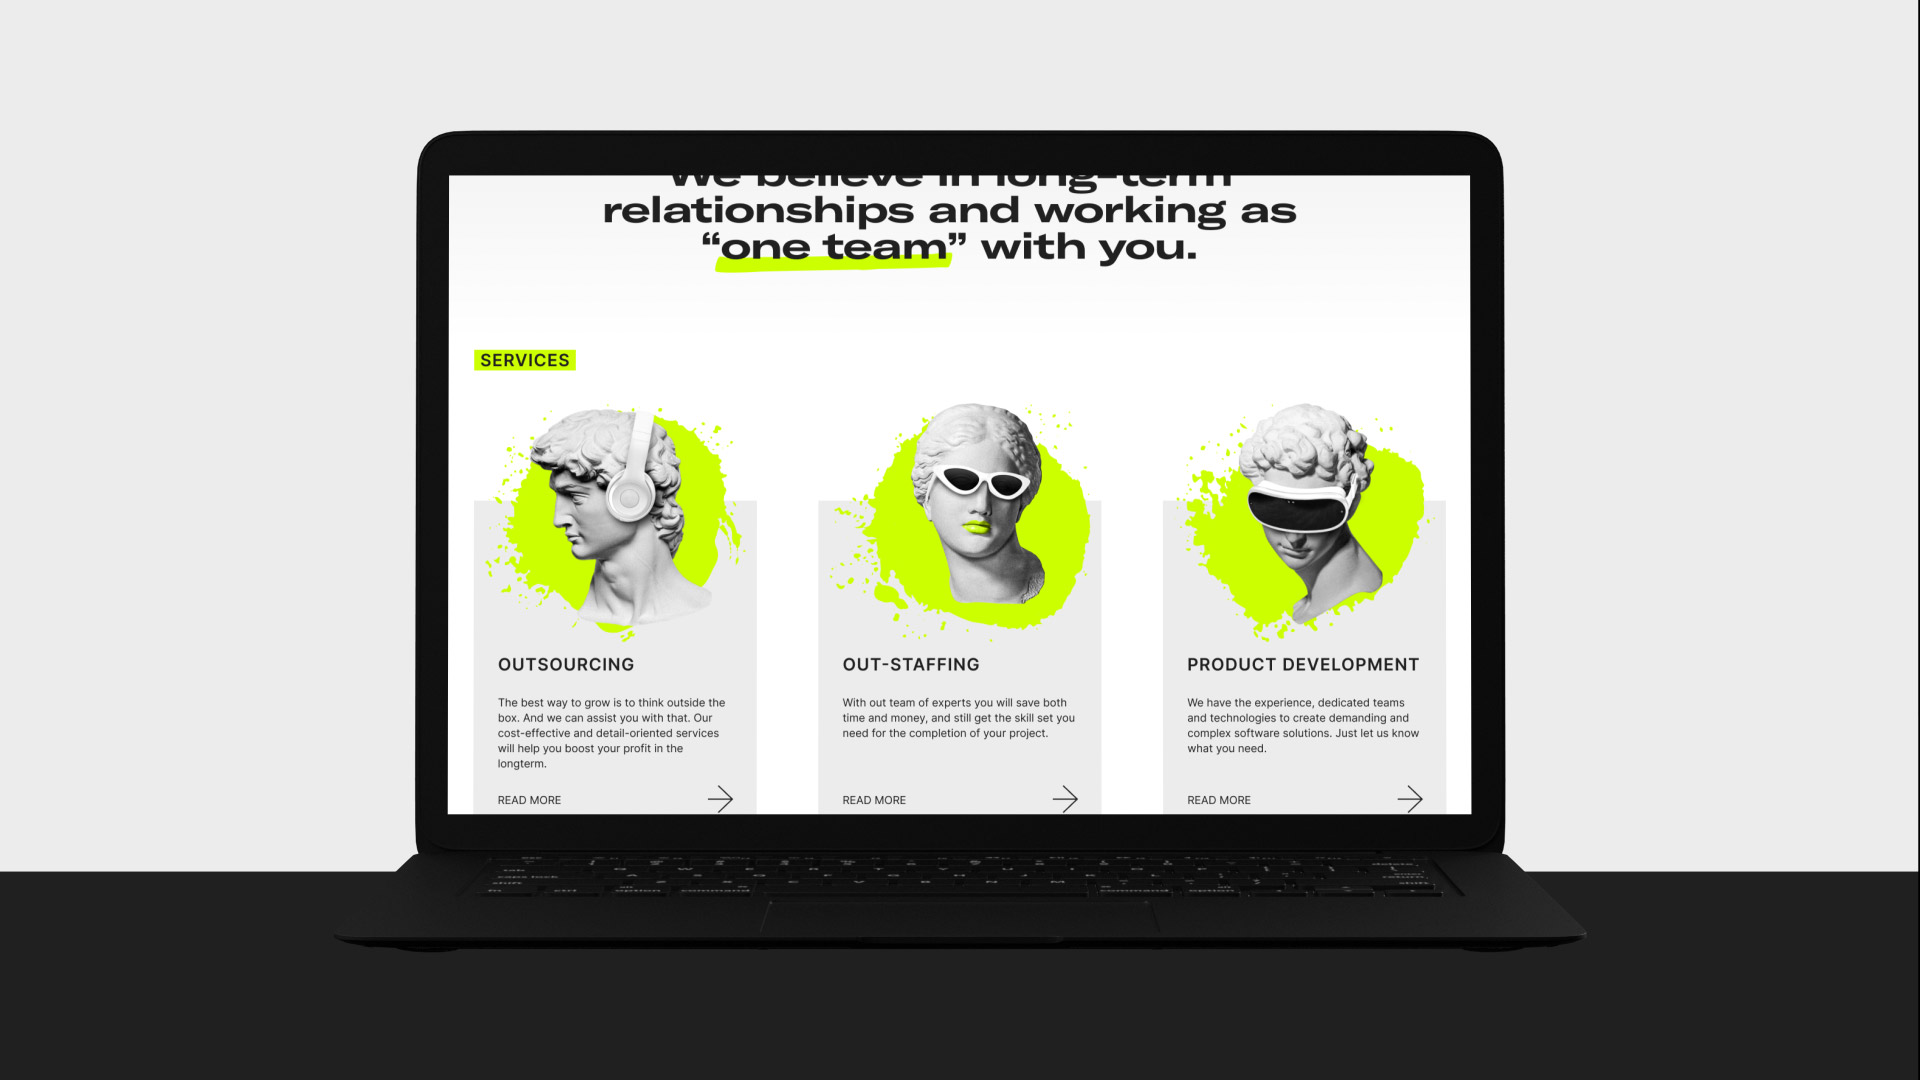 We believe in long-term
relationships and working as
“one team” with you.
SERVICES
OUTSOURCING
The best way to grow is to think outside the
box. And we can assist you with that. Our
cost-effective and detail-oriented services
will help you boost your profit in the
longterm.
READ MORE
OUT-STAFFING
With out team of experts you will save both
time and money, and still get the skill set you
need for the completion of your project.
READ MORE
PRODUCT DEVELOPMENT
We have the experience, dedicated teams
and technologies to create demanding and
complex software solutions. Just let us know
what you need.
READ MORE